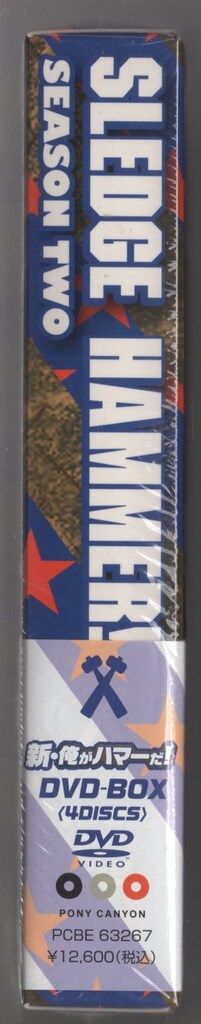 SLEDGE HAMMER!
SEASON TWO
新・俺がハマーだ!
DVD-BOX
〈4DISCS〉
DVD
VIDEO
PONY CANYON
PCBE 63267
¥12,600(税込)